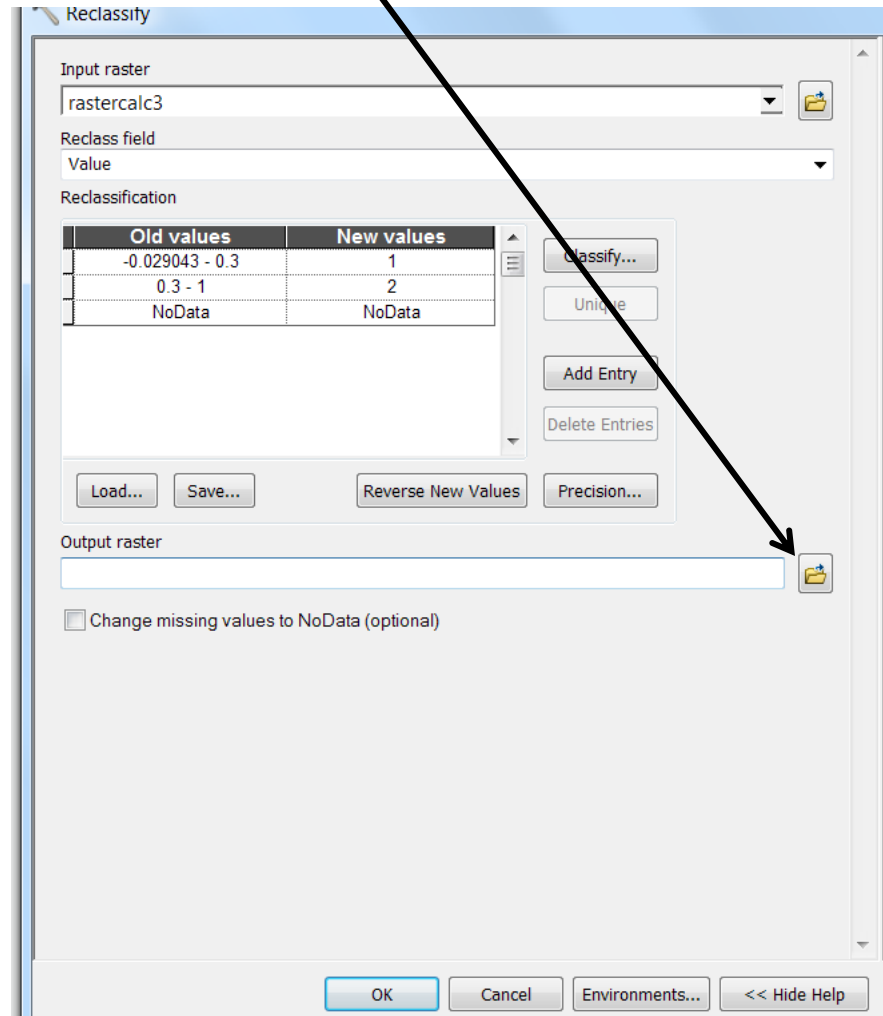 Reclassify
Input raster
rastercalc3
Reclass field
Value
Reclassification
Old values New values
-0.029043 - 0.3 1
0.3 - 1 2
NoData NoData
Classify...
Unique
Add Entry
Delete Entries
Load... Save... Reverse New Values Precision...
Output raster
Change missing values to NoData (optional)
OK Cancel Environments... << Hide Help